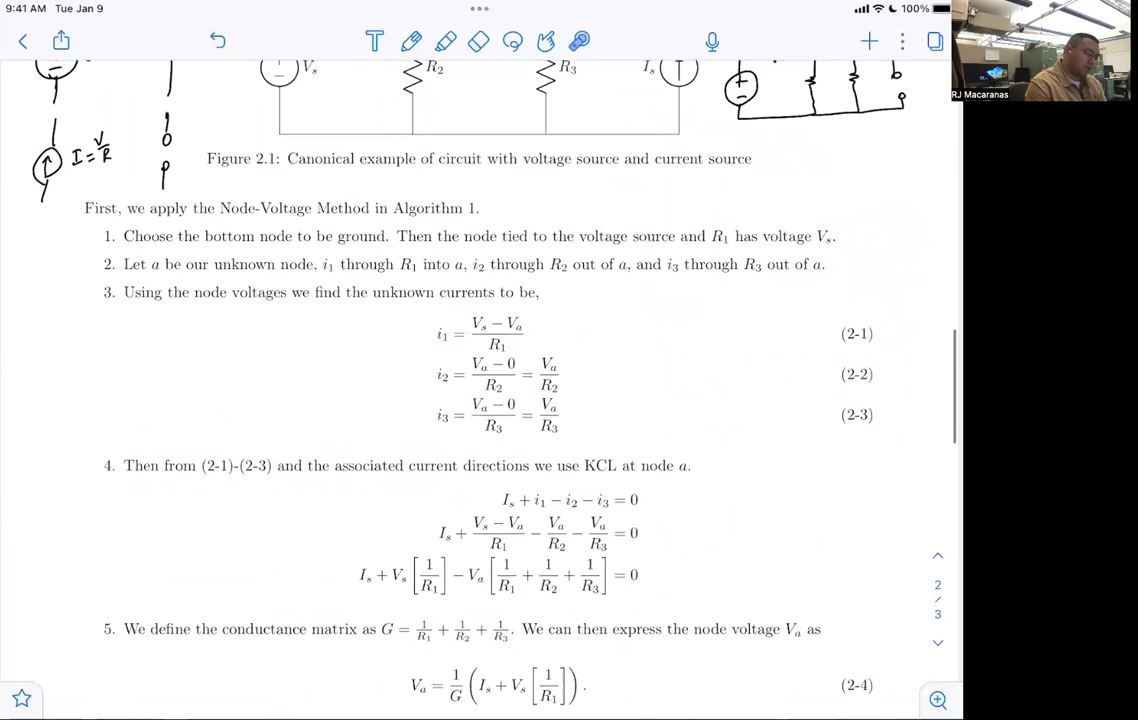 9:41 AM Tue Jan 9
100%
V_s
R_2
R_3
I_s
RJ Macaranas
I = V/R
Figure 2.1: Canonical example of circuit with voltage source and current source
First, we apply the Node-Voltage Method in Algorithm 1.
1. Choose the bottom node to be ground. Then the node tied to the voltage source and R_1 has voltage V_s.
2. Let a be our unknown node, i_1 through R_1 into a, i_2 through R_2 out of a, and i_3 through R_3 out of a.
3. Using the node voltages we find the unknown currents to be,
i_1 = (V_s − V_a)/R_1 (2-1)
i_2 = (V_a − 0)/R_2 = V_a/R_2 (2-2)
i_3 = (V_a − 0)/R_3 = V_a/R_3 (2-3)
4. Then from (2-1)-(2-3) and the associated current directions we use KCL at node a.
I_s + i_1 − i_2 − i_3 = 0
I_s + (V_s − V_a)/R_1 − V_a/R_2 − V_a/R_3 = 0
I_s + V_s [1/R_1] − V_a [1/R_1 + 1/R_2 + 1/R_3] = 0
5. We define the conductance matrix as G = 1/R_1 + 1/R_2 + 1/R_3. We can then express the node voltage V_a as
V_a = 1/G (I_s + V_s [1/R_1]). (2-4)
2
/
3